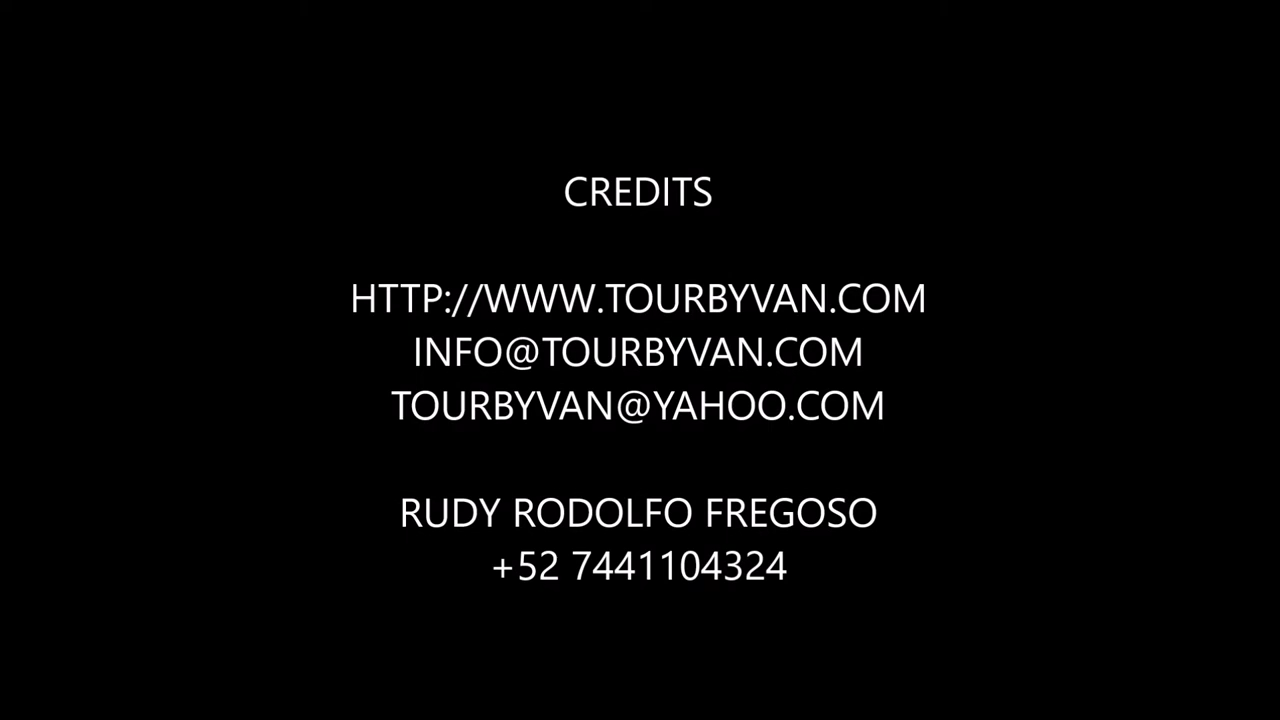 CREDITS
HTTP://WWW.TOURBYVAN.COM
INFO@TOURBYVAN.COM
TOURBYVAN@YAHOO.COM
RUDY RODOLFO FREGOSO
+52 7441104324